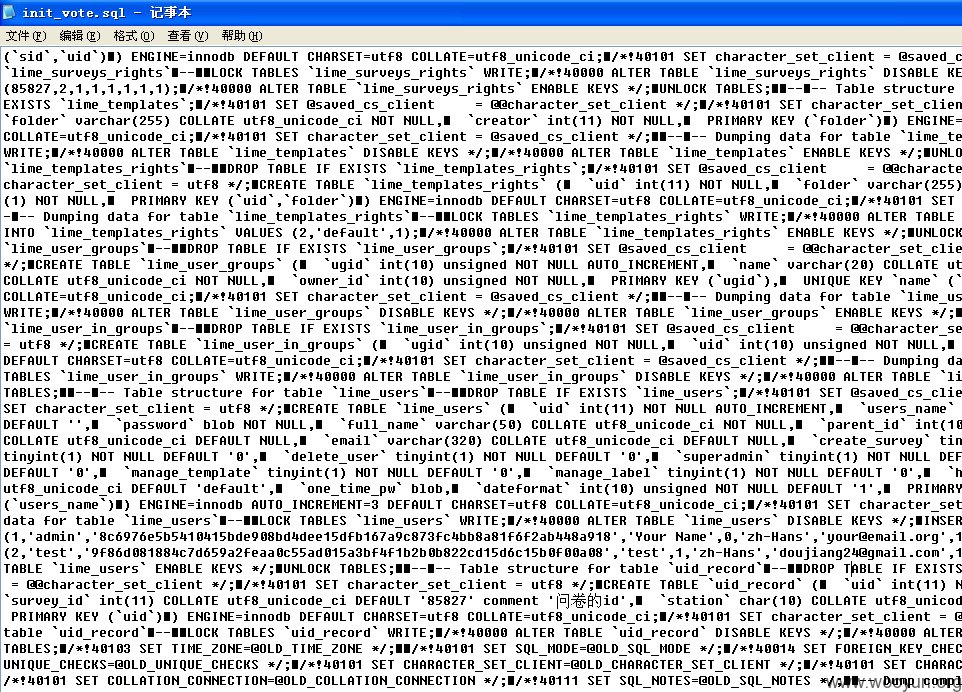 init_vote.sql - 记事本
文件(F) 编辑(E) 格式(O) 查看(V) 帮助(H)
(`sid`,`uid`)■) ENGINE=innodb DEFAULT CHARSET=utf8 COLLATE=utf8_unicode_ci;■/*!40101 SET character_set_client = @saved_c
`lime_surveys_rights`■--■■LOCK TABLES `lime_surveys_rights` WRITE;■/*!40000 ALTER TABLE `lime_surveys_rights` DISABLE KE
(85827,2,1,1,1,1,1,1);■/*!40000 ALTER TABLE `lime_surveys_rights` ENABLE KEYS */;■UNLOCK TABLES;■■--■-- Table structure
EXISTS `lime_templates`;■/*!40101 SET @saved_cs_client     = @@character_set_client */;■/*!40101 SET character_set_clien
`folder` varchar(255) COLLATE utf8_unicode_ci NOT NULL,■  `creator` int(11) NOT NULL,■  PRIMARY KEY (`folder`)■) ENGINE=
COLLATE=utf8_unicode_ci;■/*!40101 SET character_set_client = @saved_cs_client */;■■--■-- Dumping data for table `lime_te
WRITE;■/*!40000 ALTER TABLE `lime_templates` DISABLE KEYS */;■/*!40000 ALTER TABLE `lime_templates` ENABLE KEYS */;■UNLO
`lime_templates_rights`■--■■DROP TABLE IF EXISTS `lime_templates_rights`;■/*!40101 SET @saved_cs_client     = @@characte
character_set_client = utf8 */;■CREATE TABLE `lime_templates_rights` (■  `uid` int(11) NOT NULL,■  `folder` varchar(255)
(1) NOT NULL,■  PRIMARY KEY (`uid`,`folder`)■) ENGINE=innodb DEFAULT CHARSET=utf8 COLLATE=utf8_unicode_ci;■/*!40101 SET
-■-- Dumping data for table `lime_templates_rights`■--■■LOCK TABLES `lime_templates_rights` WRITE;■/*!40000 ALTER TABLE
INTO `lime_templates_rights` VALUES (2,'default',1);■/*!40000 ALTER TABLE `lime_templates_rights` ENABLE KEYS */;■UNLOCK
`lime_user_groups`■--■■DROP TABLE IF EXISTS `lime_user_groups`;■/*!40101 SET @saved_cs_client     = @@character_set_clie
*/;■CREATE TABLE `lime_user_groups` (■  `ugid` int(10) unsigned NOT NULL AUTO_INCREMENT,■  `name` varchar(20) COLLATE ut
COLLATE utf8_unicode_ci NOT NULL,■  `owner_id` int(10) unsigned NOT NULL,■  PRIMARY KEY (`ugid`),■  UNIQUE KEY `name` (`
COLLATE=utf8_unicode_ci;■/*!40101 SET character_set_client = @saved_cs_client */;■■--■-- Dumping data for table `lime_us
WRITE;■/*!40000 ALTER TABLE `lime_user_groups` DISABLE KEYS */;■/*!40000 ALTER TABLE `lime_user_groups` ENABLE KEYS */;■
`lime_user_in_groups`■--■■DROP TABLE IF EXISTS `lime_user_in_groups`;■/*!40101 SET @saved_cs_client     = @@character_se
= utf8 */;■CREATE TABLE `lime_user_in_groups` (■  `ugid` int(10) unsigned NOT NULL,■  `uid` int(10) unsigned NOT NULL,■
DEFAULT CHARSET=utf8 COLLATE=utf8_unicode_ci;■/*!40101 SET character_set_client = @saved_cs_client */;■■--■-- Dumping da
TABLES `lime_user_in_groups` WRITE;■/*!40000 ALTER TABLE `lime_user_in_groups` DISABLE KEYS */;■/*!40000 ALTER TABLE `li
TABLES;■■--■-- Table structure for table `lime_users`■--■■DROP TABLE IF EXISTS `lime_users`;■/*!40101 SET @saved_cs_clie
SET character_set_client = utf8 */;■CREATE TABLE `lime_users` (■  `uid` int(11) NOT NULL AUTO_INCREMENT,■  `users_name`
DEFAULT '',■  `password` blob NOT NULL,■  `full_name` varchar(50) COLLATE utf8_unicode_ci NOT NULL,■  `parent_id` int(10
COLLATE utf8_unicode_ci DEFAULT NULL,■  `email` varchar(320) COLLATE utf8_unicode_ci DEFAULT NULL,■  `create_survey` tin
tinyint(1) NOT NULL DEFAULT '0',■  `delete_user` tinyint(1) NOT NULL DEFAULT '0',■  `superadmin` tinyint(1) NOT NULL DEF
DEFAULT '0',■  `manage_template` tinyint(1) NOT NULL DEFAULT '0',■  `manage_label` tinyint(1) NOT NULL DEFAULT '0',■  `h
utf8_unicode_ci DEFAULT 'default',■  `one_time_pw` blob,■  `dateformat` int(10) unsigned NOT NULL DEFAULT '1',■  PRIMARY
(`users_name`)■) ENGINE=innodb AUTO_INCREMENT=3 DEFAULT CHARSET=utf8 COLLATE=utf8_unicode_ci;■/*!40101 SET character_set
data for table `lime_users`■--■■LOCK TABLES `lime_users` WRITE;■/*!40000 ALTER TABLE `lime_users` DISABLE KEYS */;■INSER
(1,'admin','8c6976e5b5410415bde908bd4dee15dfb167a9c873fc4bb8a81f6f2ab448a918','Your Name',0,'zh-Hans','your@email.org',1
(2,'test','9f86d081884c7d659a2feaa0c55ad015a3bf4f1b2b0b822cd15d6c15b0f00a08','test',1,'zh-Hans','doujiang24@gmail.com',1
TABLE `lime_users` ENABLE KEYS */;■UNLOCK TABLES;■■--■-- Table structure for table `uid_record`■--■■DROP TABLE IF EXISTS
= @@character_set_client */;■/*!40101 SET character_set_client = utf8 */;■CREATE TABLE `uid_record` (■  `uid` int(11) N
`survey_id` int(11) COLLATE utf8_unicode_ci DEFAULT '85827' comment '问卷的id',■  `station` char(10) COLLATE utf8_unicod
PRIMARY KEY (`uid`)■) ENGINE=innodb DEFAULT CHARSET=utf8 COLLATE=utf8_unicode_ci;■/*!40101 SET character_set_client = @
table `uid_record`■--■■LOCK TABLES `uid_record` WRITE;■/*!40000 ALTER TABLE `uid_record` DISABLE KEYS */;■/*!40000 ALTER
TABLES;■/*!40103 SET TIME_ZONE=@OLD_TIME_ZONE */;■■/*!40101 SET SQL_MODE=@OLD_SQL_MODE */;■/*!40014 SET FOREIGN_KEY_CHEC
UNIQUE_CHECKS=@OLD_UNIQUE_CHECKS */;■/*!40101 SET CHARACTER_SET_CLIENT=@OLD_CHARACTER_SET_CLIENT */;■/*!40101 SET CHARAC
/*!40101 SET COLLATION_CONNECTION=@OLD_COLLATION_CONNECTION */;■/*!40111 SET SQL_NOTES=@OLD_SQL_NOTES */;■■-- Dump compl
www.wooyun.org